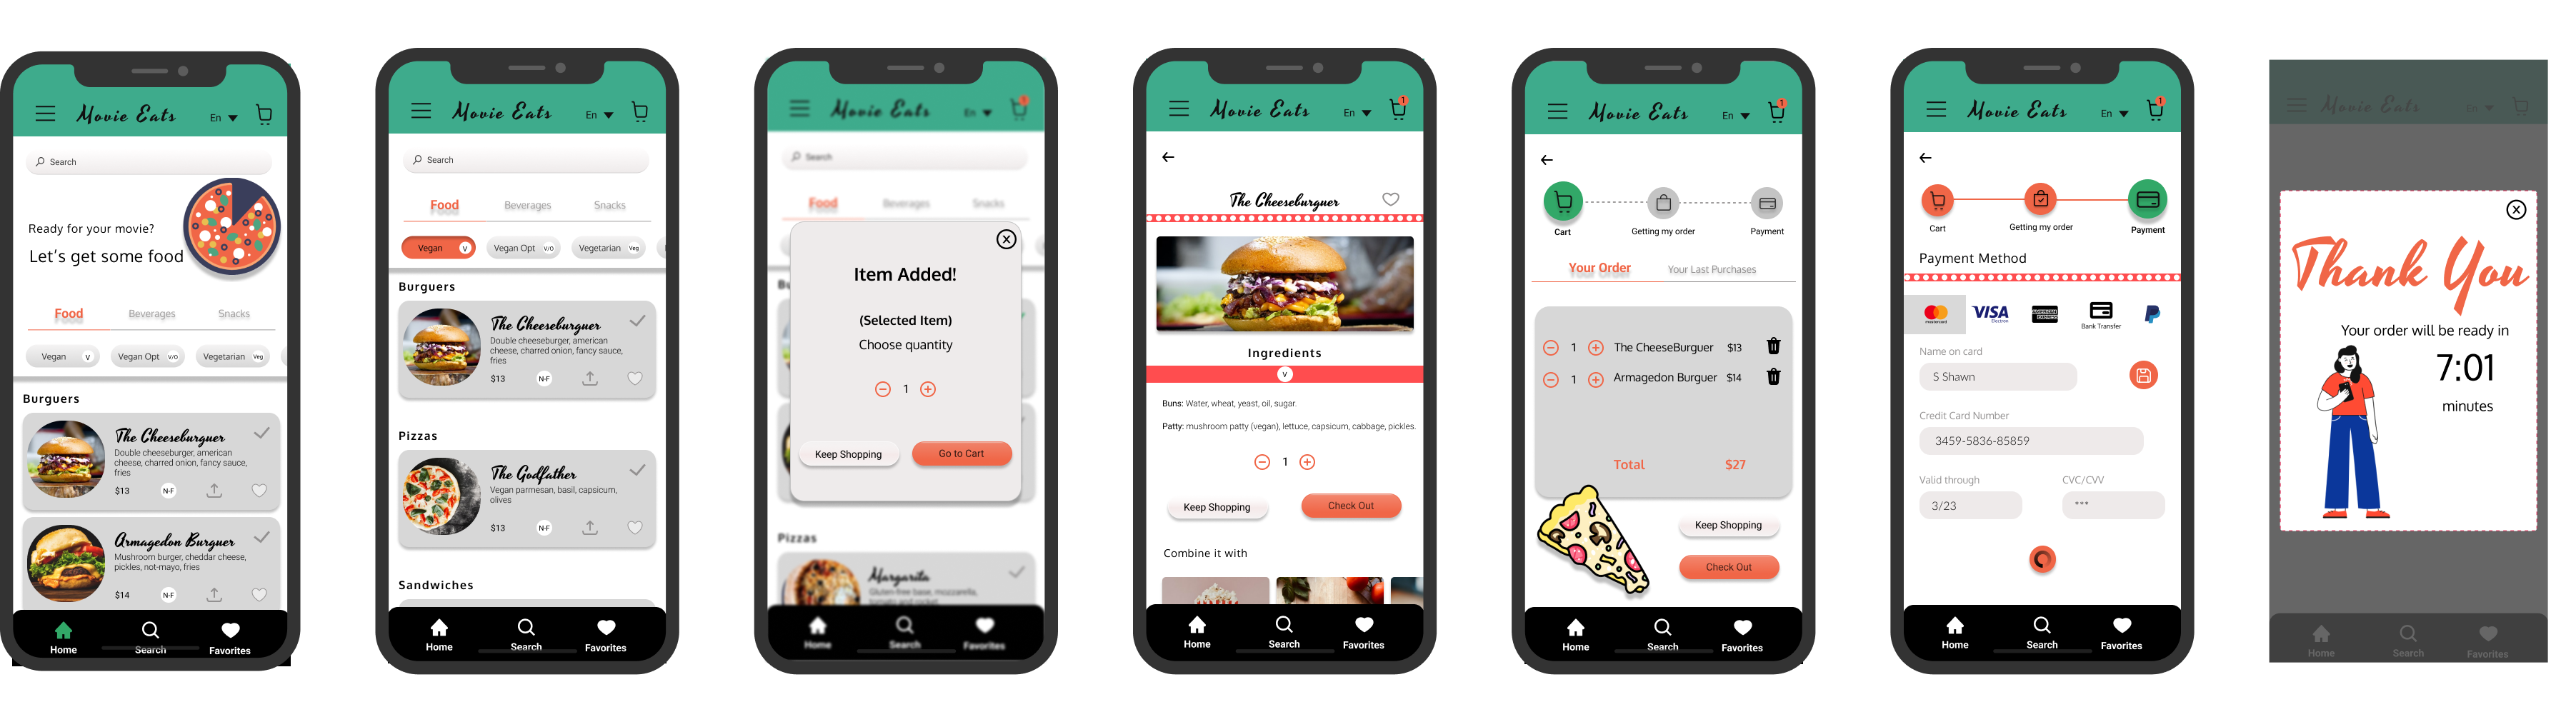 Movie Eats
En
Search
Ready for your movie?
Let's get some food
Food Beverages Snacks
Vegan V Vegan Opt V/O Vegetarian Veg
Burguers
The Cheeseburguer
Double cheeseburger, american
cheese, charred onion, fancy sauce,
fries
$13 N-F
Armagedon Burguer
Mushroom burger, cheddar cheese,
pickles, not-mayo, fries
$14 N-F
Home Search Favorites
Movie Eats
En
Search
Food Beverages Snacks
Vegan V Vegan Opt V/O Vegetarian Veg
Burguers
The Cheeseburguer
Double cheeseburger, american
cheese, charred onion, fancy sauce,
fries
$13 N-F
Pizzas
The Godfather
Vegan parmesan, basil, capsicum,
olives
$13 N-F
Sandwiches
Home Search Favorites
Movie Eats
En 1
Search
Food Beverages Snacks
Item Added!
(Selected Item)
Choose quantity
1
Keep Shopping Go to Cart
Pizzas
Margarita
Gluten-free base, mozzarella,
Home Search Favorites
Movie Eats
En 1
The Cheeseburguer
Ingredients
V
Buns: Water, wheat, yeast, oil, sugar.
Patty: mushroom patty (vegan), lettuce, capsicum, cabbage, pickles.
1
Keep Shopping Check Out
Combine it with
Home Search Favorites
Movie Eats
En 1
Cart Getting my order Payment
Your Order Your Last Purchases
1 The CheeseBurguer $13
1 Armagedon Burguer $14
Total $27
Keep Shopping
Check Out
Home Search Favorites
Movie Eats
En 1
Cart Getting my order Payment
Payment Method
mastercard VISA Electron AMERICAN EXPRESS Bank Transfer
Name on card
S Shawn
Credit Card Number
3459-5836-85859
Valid through CVC/CVV
3/23 ***
Home Search Favorites
Movie Eats
En
Thank You
Your order will be ready in
7:01
minutes
Home Search Favorites